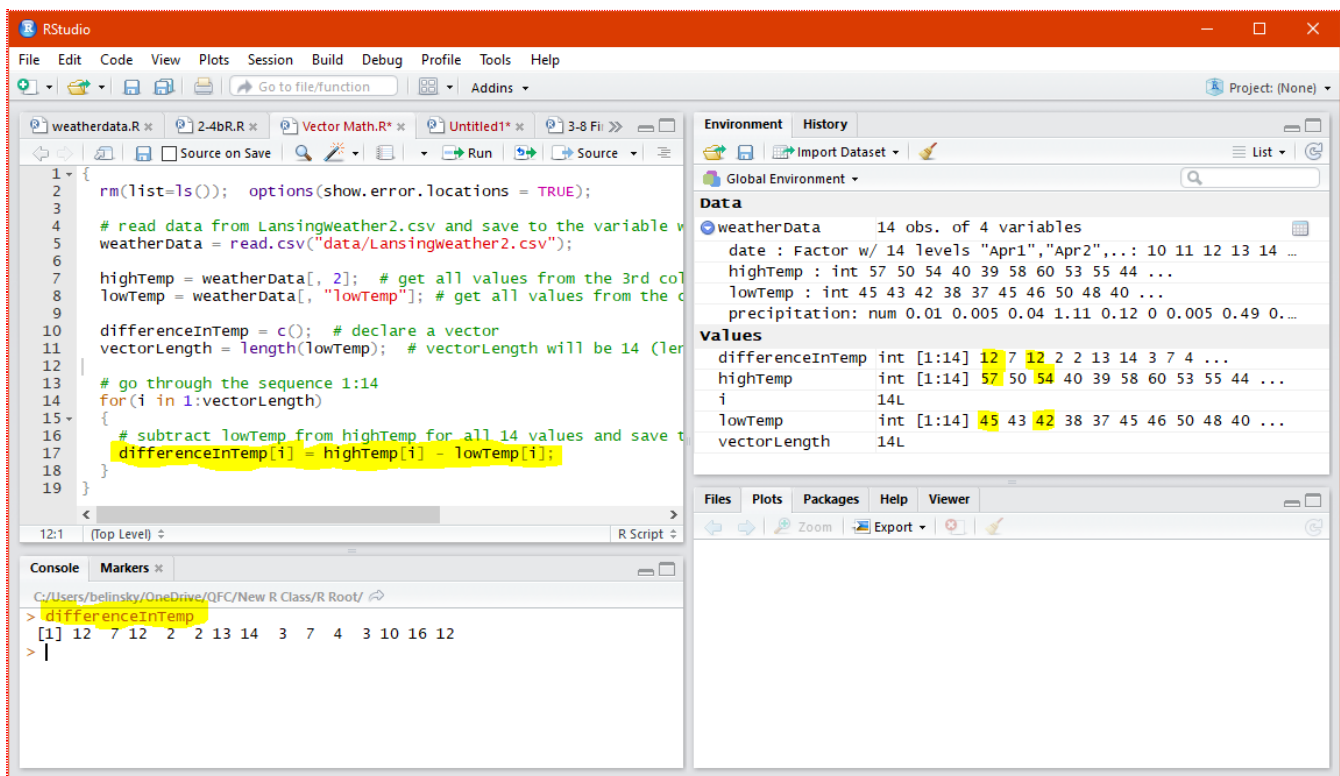 RStudio
File Edit Code View Plots Session Build Debug Profile Tools Help
Go to file/function Addins Project: (None)
weatherdata.R 2-4bR.R Vector Math.R* Untitled1* 3-8 Fi
Source on Save Run Source
1 {
2 rm(list=ls()); options(show.error.locations = TRUE);
3
4 # read data from LansingWeather2.csv and save to the variable w
5 weatherData = read.csv("data/LansingWeather2.csv");
6
7 highTemp = weatherData[, 2]; # get all values from the 3rd col
8 lowTemp = weatherData[, "lowTemp"]; # get all values from the c
9
10 differenceInTemp = c(); # declare a vector
11 vectorLength = length(lowTemp); # vectorLength will be 14 (len
12
13 # go through the sequence 1:14
14 for(i in 1:vectorLength)
15 {
16 # subtract lowTemp from highTemp for all 14 values and save t
17 differenceInTemp[i] = highTemp[i] - lowTemp[i];
18 }
19 }
12:1 (Top Level) R Script
Console Markers
C:/Users/belinsky/OneDrive/QFC/New R Class/R Root/
> differenceInTemp
[1] 12 7 12 2 2 13 14 3 7 4 3 10 16 12
>
Environment History
Import Dataset List
Global Environment
Data
weatherData 14 obs. of 4 variables
date : Factor w/ 14 levels "Apr1","Apr2",..: 10 11 12 13 14 …
highTemp : int 57 50 54 40 39 58 60 53 55 44 ...
lowTemp : int 45 43 42 38 37 45 46 50 48 40 ...
precipitation: num 0.01 0.005 0.04 1.11 0.12 0 0.005 0.49 0.…
Values
differenceInTemp int [1:14] 12 7 12 2 2 13 14 3 7 4 ...
highTemp int [1:14] 57 50 54 40 39 58 60 53 55 44 ...
i 14L
lowTemp int [1:14] 45 43 42 38 37 45 46 50 48 40 ...
vectorLength 14L
Files Plots Packages Help Viewer
Zoom Export